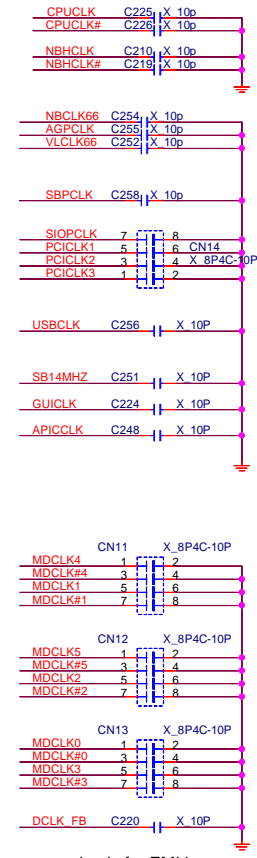 CPUCLK C225 X_10p
CPUCLK# C226 X_10p
NBHCLK C210 X_10p
NBHCLK# C219 X_10p
NBCLK66 C254 X_10p
AGPCLK C255 X_10p
VLCLK66 C252 X_10p
SBPCLK C258 X_10p
SIOPCLK 7 8
PCICLK1 5 6 CN14
PCICLK2 3 4 X_8P4C-10P
PCICLK3 1 2
USBCLK C256 X_10P
SB14MHZ C251 X_10P
GUICLK C224 X_10P
APICCLK C248 X_10P
CN11 X_8P4C-10P
MDCLK4 1 2
MDCLK#4 3 4
MDCLK1 5 6
MDCLK#1 7 8
CN12 X_8P4C-10P
MDCLK5 1 2
MDCLK#5 3 4
MDCLK2 5 6
MDCLK#2 7 8
CN13 X_8P4C-10P
MDCLK0 1 2
MDCLK#0 3 4
MDCLK3 5 6
MDCLK#3 7 8
DCLK_FB C220 X_10P